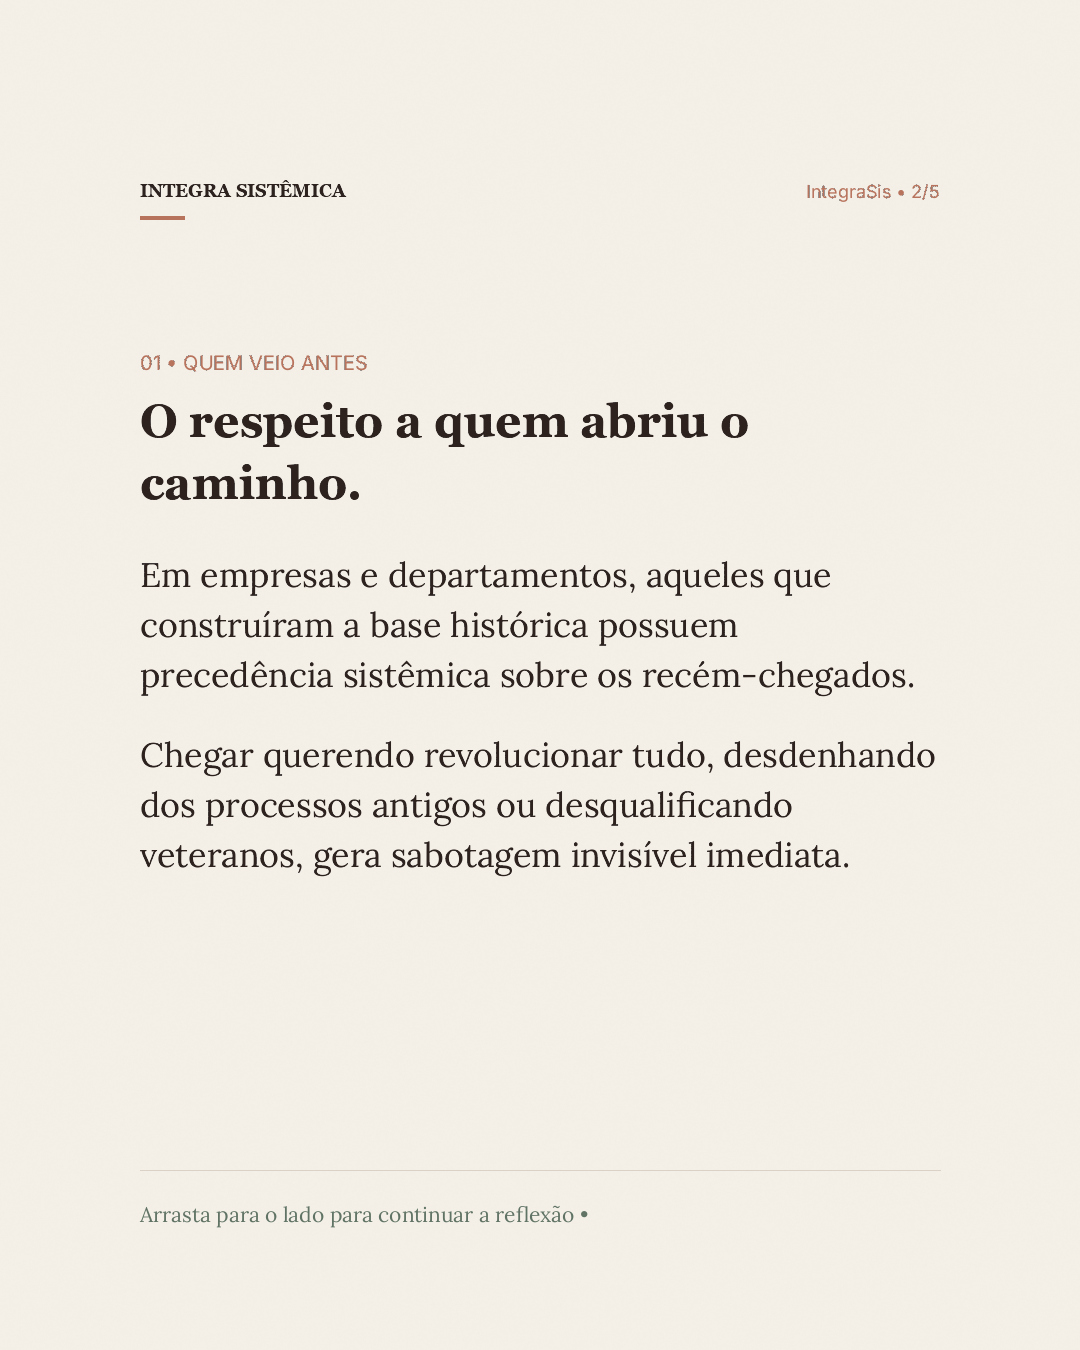 INTEGRA SISTÊMICA
IntegraSis • 2/5
01 • QUEM VEIO ANTES
O respeito a quem abriu o
caminho.
Em empresas e departamentos, aqueles que
construíram a base histórica possuem
precedência sistêmica sobre os recém-chegados.
Chegar querendo revolucionar tudo, desdenhando
dos processos antigos ou desqualificando
veteranos, gera sabotagem invisível imediata.
Arrasta para o lado para continuar a reflexão •